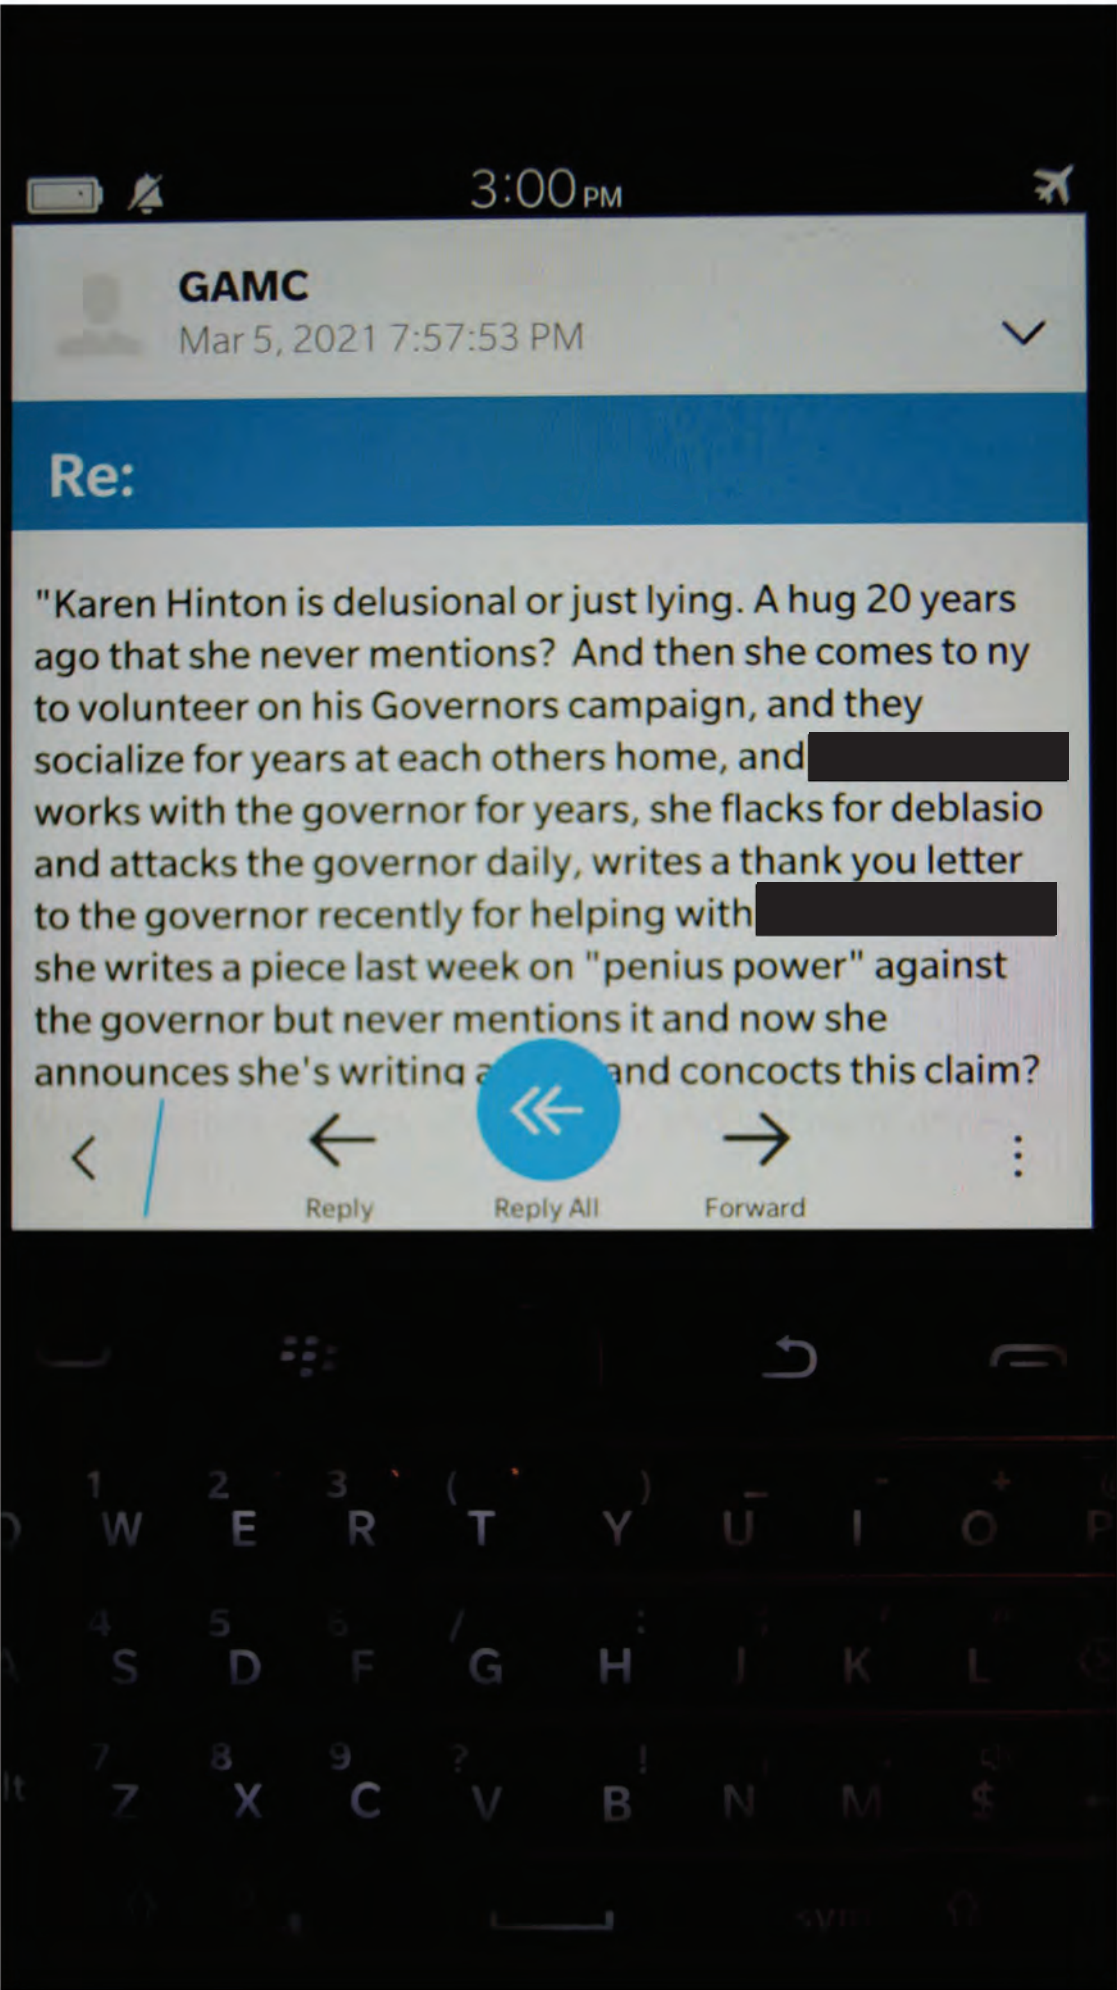 3:00 PM
GAMC
Mar 5, 2021 7:57:53 PM
Re:
"Karen Hinton is delusional or just lying. A hug 20 years
ago that she never mentions? And then she comes to ny
to volunteer on his Governors campaign, and they
socialize for years at each others home, and
works with the governor for years, she flacks for deblasio
and attacks the governor daily, writes a thank you letter
to the governor recently for helping with
she writes a piece last week on "penius power" against
the governor but never mentions it and now she
announces she's writing and concocts this claim?
Reply Reply All Forward
1 2 3 ( ) _ - +
W E R T Y U I O P
4 5 6 / :
S D F G H J K L
7 8 9 ? !
Z X C V B N M $